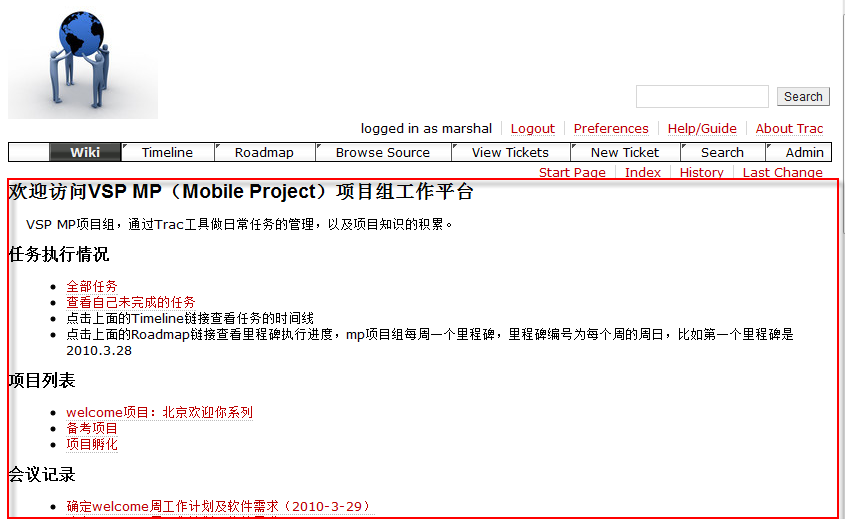 Search
logged in as marshal Logout Preferences Help/Guide About Trac
Wiki Timeline Roadmap Browse Source View Tickets New Ticket Search Admin
Start Page Index History Last Change
欢迎访问VSP MP（Mobile Project）项目组工作平台
VSP MP项目组，通过Trac工具做日常任务的管理，以及项目知识的积累。
任务执行情况
全部任务
查看自己未完成的任务
点击上面的Timeline链接查看任务的时间线
点击上面的Roadmap链接查看里程碑执行进度，mp项目组每周一个里程碑，里程碑编号为每个周的周日，比如第一个里程碑是
2010.3.28
项目列表
welcome项目：北京欢迎你系列
备考项目
项目孵化
会议记录
确定welcome周工作计划及软件需求（2010-3-29）